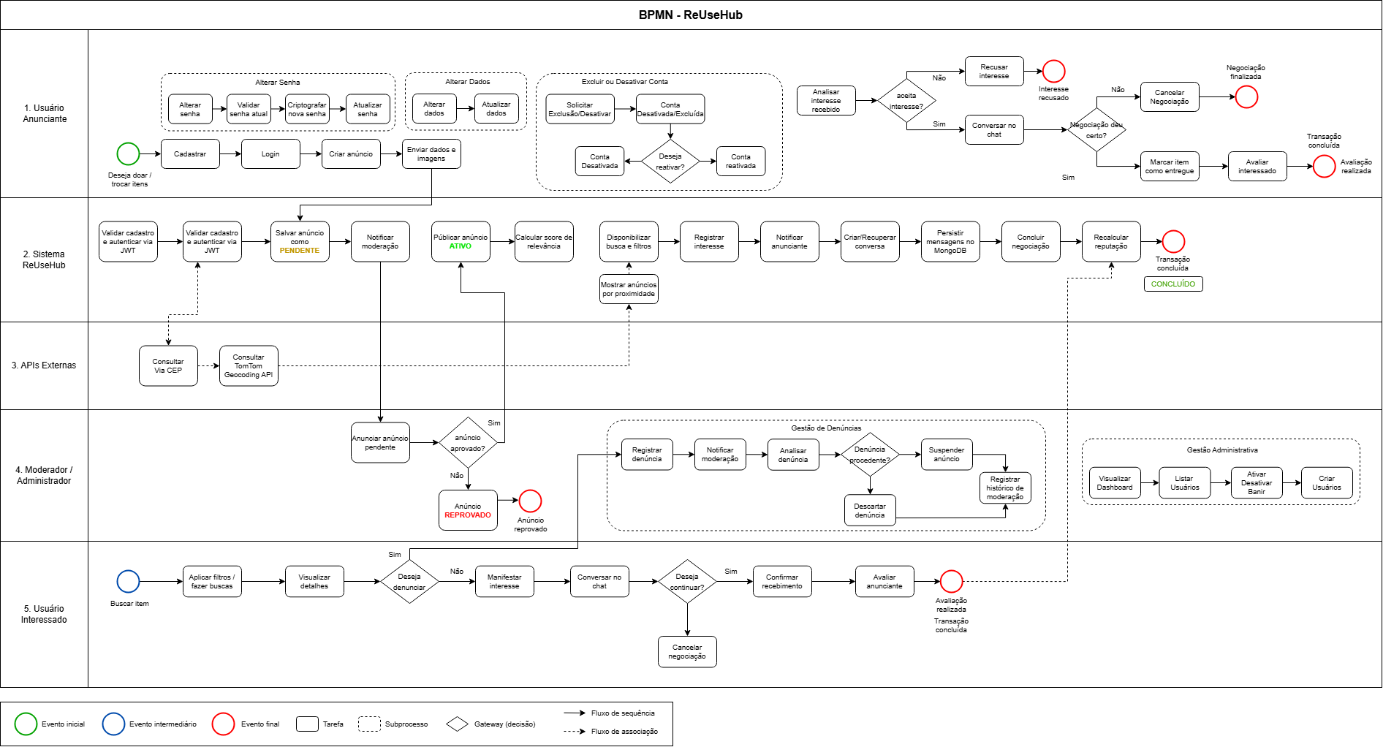 BPMN - ReUseHub
1. Usuário
Anunciante
Alterar Senha
Alterar
senha
Validar
senha atual
Criptografar
nova senha
Atualizar
senha
Alterar Dados
Alterar
dados
Atualizar
dados
Excluir ou Desativar Conta
Solicitar
Exclusão/Desativar
Conta
Desativada/Excluída
Conta
Desativada
Deseja
reativar?
Conta
reativada
Deseja doar /
trocar itens
Cadastrar
Login
Criar anúncio
Enviar dados e
imagens
Analisar
interesse
recebido
aceita
interesse?
Não
Recusar
interesse
Interesse
recusado
Sim
Conversar no
chat
Negociação deu
certo?
Não
Cancelar
Negociação
Negociação
finalizada
Sim
Marcar item
como entregue
Avaliar
interessado
Transação
concluída
Avaliação
realizada
2. Sistema
ReUseHub
Validar cadastro
e autenticar via
JWT
Validar cadastro
e autenticar via
JWT
Salvar anúncio
como
PENDENTE
Notificar
moderação
Públicar anúncio
ATIVO
Calcular score de
relevância
Disponibilizar
busca e filtros
Mostrar anúncios
por proximidade
Registrar
interesse
Notificar
anunciante
Criar/Recuperar
conversa
Persistir
mensagens no
MongoDB
Concluir
negociação
Recalcular
reputação
Transação
concluída
CONCLUÍDO
3. APIs Externas
Consultar
Via CEP
Consultar
TomTom
Geocoding API
4. Moderador /
Administrador
Anunciar anúncio
pendente
anúncio
aprovado?
Sim
Não
Anúncio
REPROVADO
Anúncio
reprovado
Gestão de Denúncias
Registrar
denúncia
Notificar
moderação
Analisar
denúncia
Denúncia
procedente?
Suspender
anúncio
Descartar
denúncia
Registrar
histórico de
moderação
Gestão Administrativa
Visualizar
Dashboard
Listar
Usuários
Ativar
Desativar
Banir
Criar
Usuários
5. Usuário
Interessado
Buscar item
Aplicar filtros /
fazer buscas
Visualizar
detalhes
Sim
Deseja
denunciar
Não
Manifestar
interesse
Conversar no
chat
Deseja
continuar?
Sim
Cancelar
negociação
Confirmar
recebimento
Avaliar
anunciante
Avaliação
realizada
Transação
concluída
Evento inicial
Evento intermediário
Evento final
Tarefa
Subprocesso
Gateway (decisão)
Fluxo de sequência
Fluxo de associação